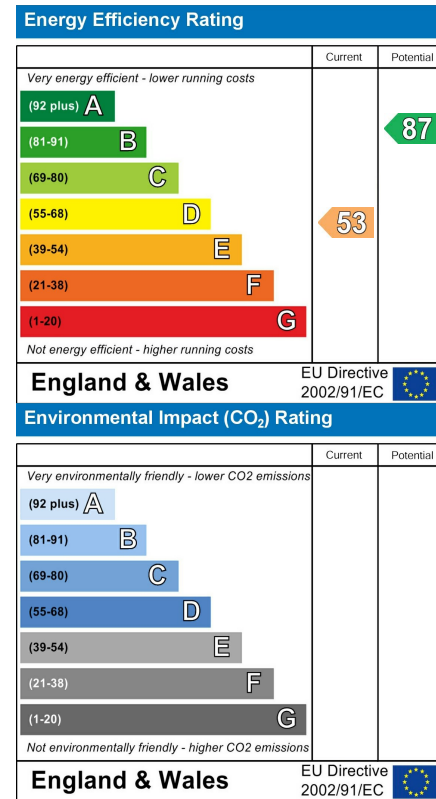 Energy Efficiency Rating
Current Potential
Very energy efficient - lower running costs
(92 plus) A
(81-91) B
87
(69-80) C
(55-68) D
53
(39-54) E
(21-38) F
(1-20) G
Not energy efficient - higher running costs
England & Wales
EU Directive
2002/91/EC
Environmental Impact (CO₂) Rating
Current Potential
Very environmentally friendly - lower CO2 emissions
(92 plus) A
(81-91) B
(69-80) C
(55-68) D
(39-54) E
(21-38) F
(1-20) G
Not environmentally friendly - higher CO2 emissions
England & Wales
EU Directive
2002/91/EC